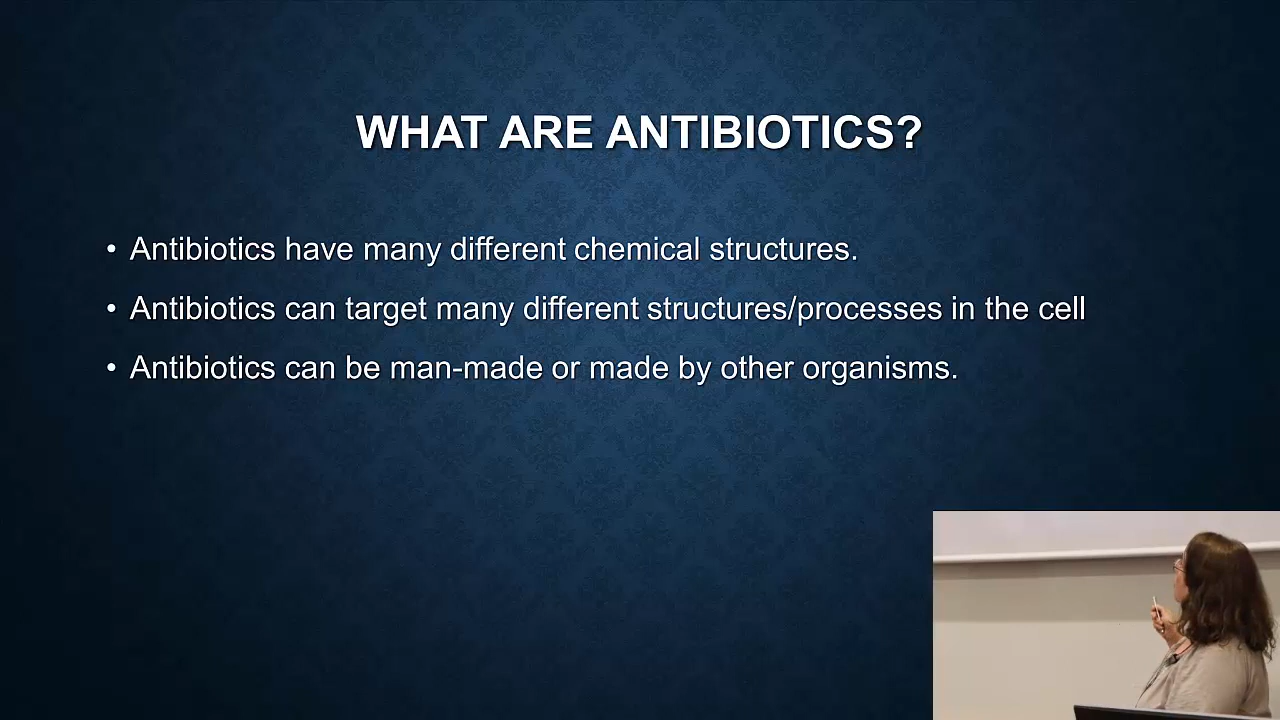 WHAT ARE ANTIBIOTICS?
• Antibiotics have many different chemical structures.
• Antibiotics can target many different structures/processes in the cell
• Antibiotics can be man-made or made by other organisms.